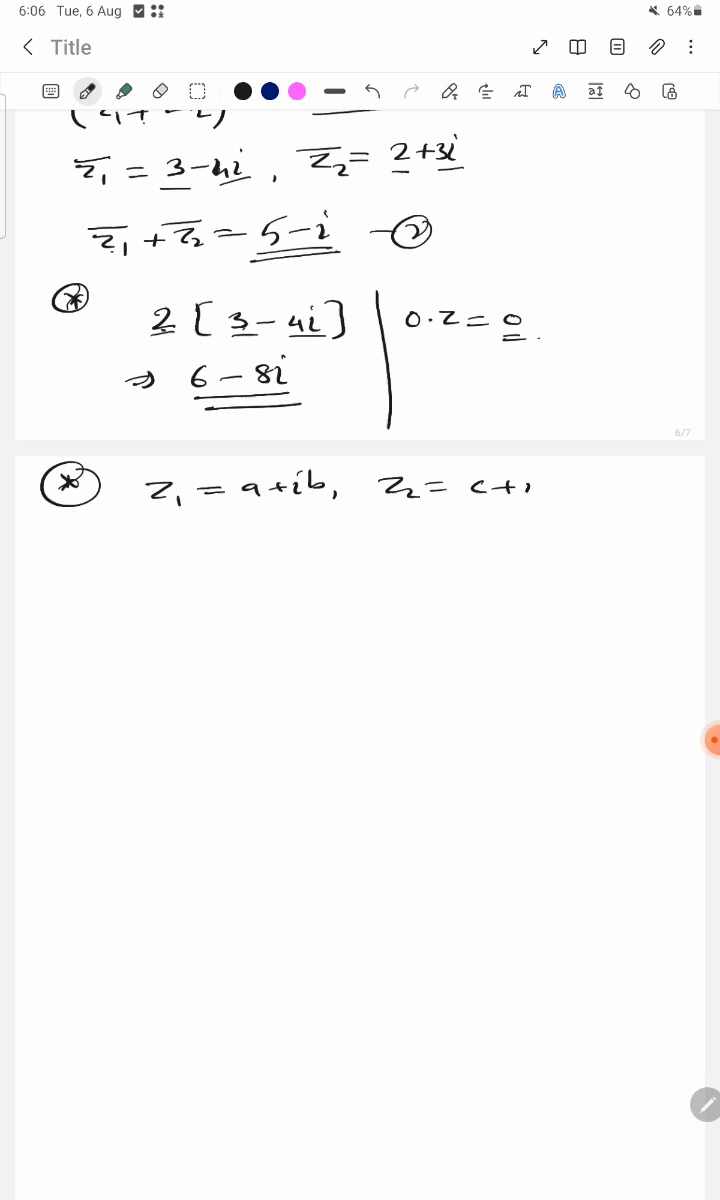 6:06 Tue, 6 Aug 64%
Title
z̅₁ = 3-4i , z̅₂ = 2+3i
z̅₁ + z̅₂ = 5-i -②
* 2 [ 3 - 4i ] | 0·z = 0
⇒ 6 - 8i
6/7
* z₁ = a+ib, z₂ = c+